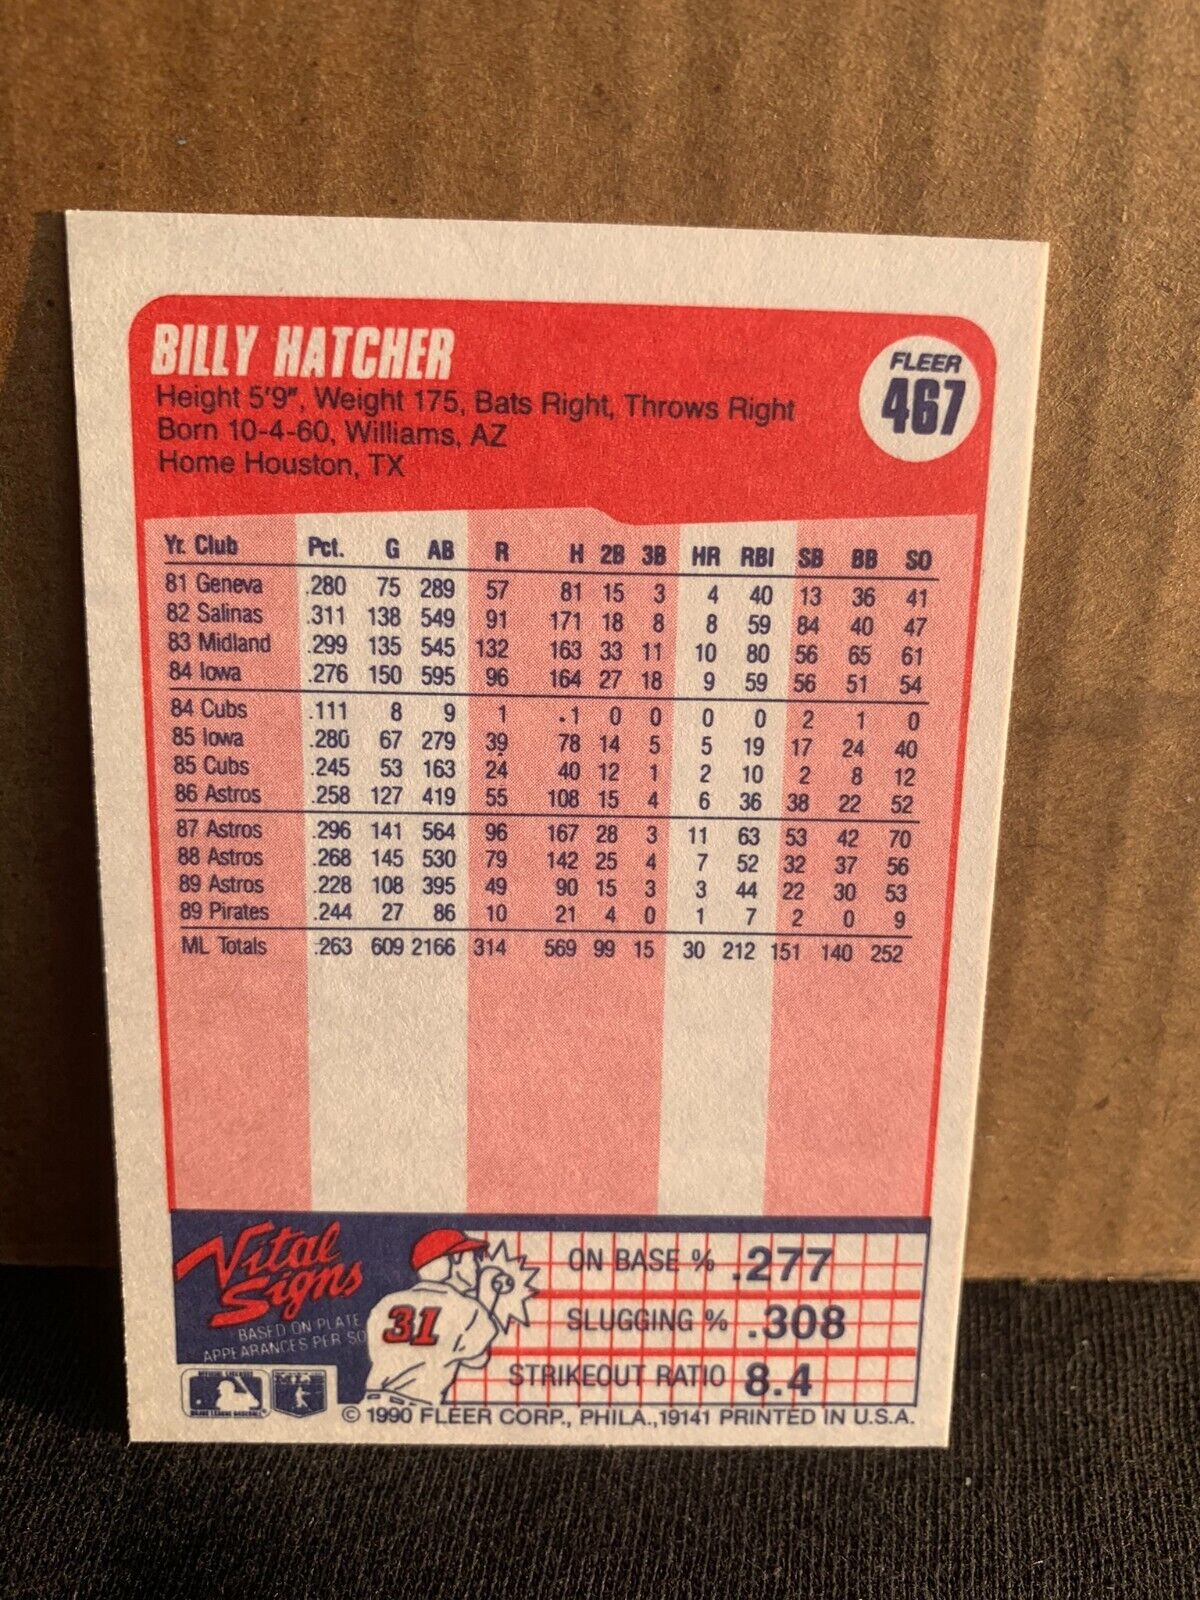 BILLY HATCHER
FLEER
467
Height 5'9", Weight 175, Bats Right, Throws Right
Born 10-4-60, Williams, AZ
Home Houston, TX
Yr. Club Pct. G AB R H 2B 3B HR RBI SB BB SO
81 Geneva .280 75 289 57 81 15 3 4 40 13 36 41
82 Salinas .311 138 549 91 171 18 8 8 59 84 40 47
83 Midland .299 135 545 132 163 33 11 10 80 56 65 61
84 Iowa .276 150 595 96 164 27 18 9 59 56 51 54
84 Cubs .111 8 9 1 1 0 0 0 0 2 1 0
85 Iowa .280 67 279 39 78 14 5 5 19 17 24 40
85 Cubs .245 53 163 24 40 12 1 2 10 2 8 12
86 Astros .258 127 419 55 108 15 4 6 36 38 22 52
87 Astros .296 141 564 96 167 28 3 11 63 53 42 70
88 Astros .268 145 530 79 142 25 4 7 52 32 37 56
89 Astros .228 108 395 49 90 15 3 3 44 22 30 53
89 Pirates .244 27 86 10 21 4 0 1 7 2 0 9
ML Totals .263 609 2166 314 569 99 15 30 212 151 140 252
Vital
Signs
BASED ON PLATE
APPEARANCES PER SO
31
ON BASE % .277
SLUGGING % .308
STRIKEOUT RATIO 8.4
© 1990 FLEER CORP., PHILA.,19141 PRINTED IN U.S.A.